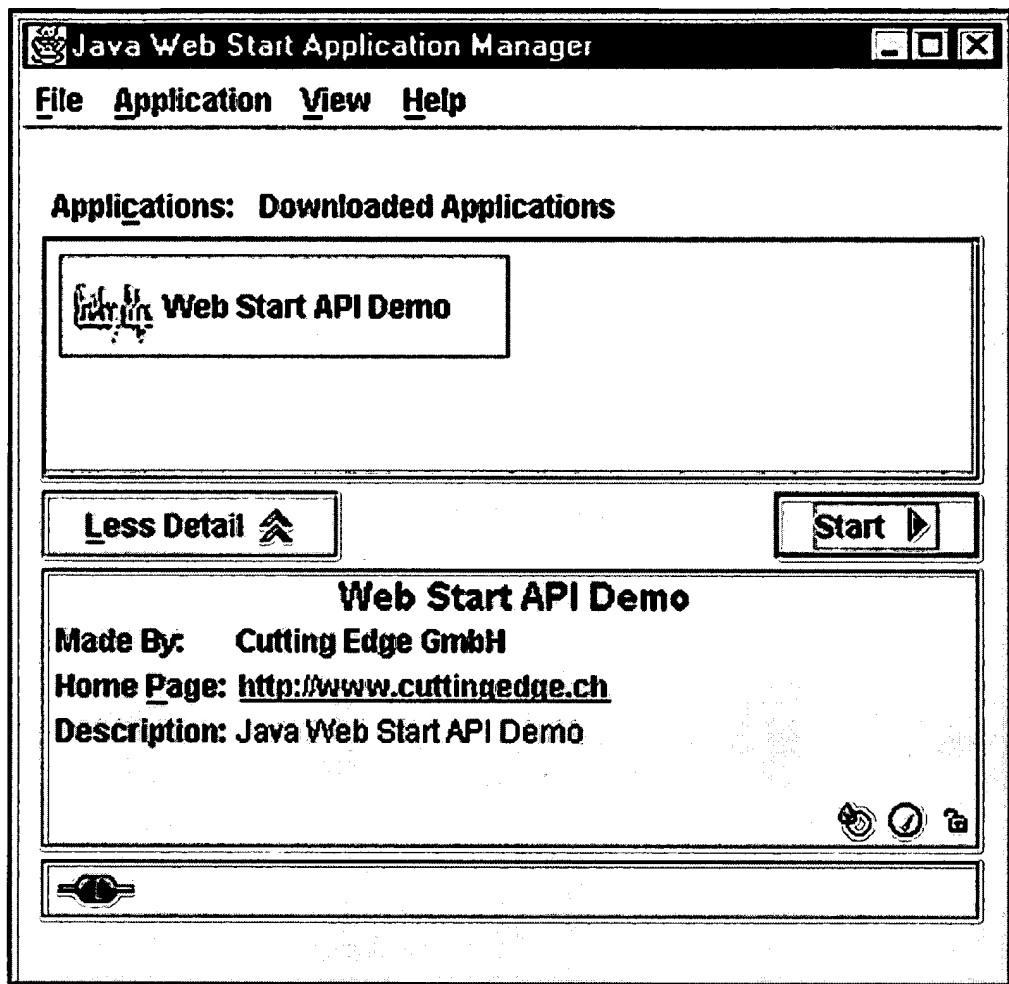 Java Web Start Application Manager
File Application View Help
Applications: Downloaded Applications
Web Start API Demo
Less Detail
Start
Web Start API Demo
Made By: Cutting Edge GmbH
Home Page: http://www.cuttingedge.ch
Description: Java Web Start API Demo